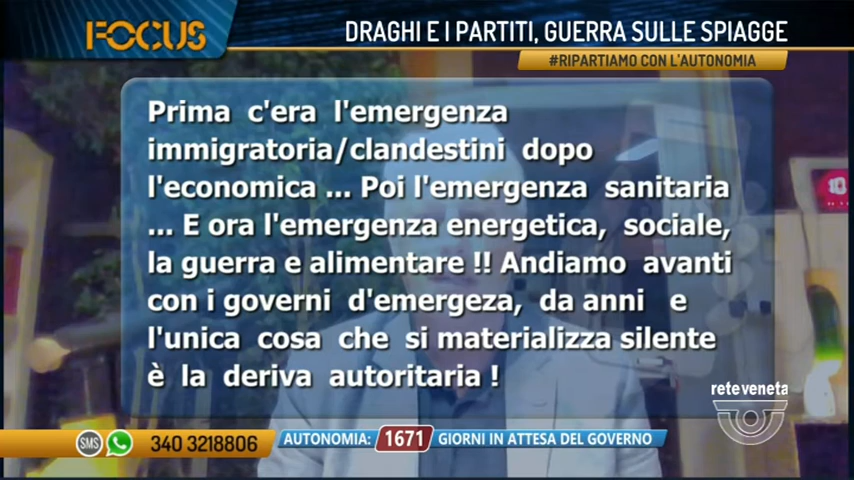 FOCUS
DRAGHI E I PARTITI, GUERRA SULLE SPIAGGE
#RIPARTIAMO CON L'AUTONOMIA
Prima c'era l'emergenza
immigratoria/clandestini dopo
l'economica ... Poi l'emergenza sanitaria
... E ora l'emergenza energetica, sociale,
la guerra e alimentare !! Andiamo avanti
con i governi d'emergeza, da anni e
l'unica cosa che si materializza silente
è la deriva autoritaria !
reteveneta
SMS 340 3218806
AUTONOMIA: 1671 GIORNI IN ATTESA DEL GOVERNO